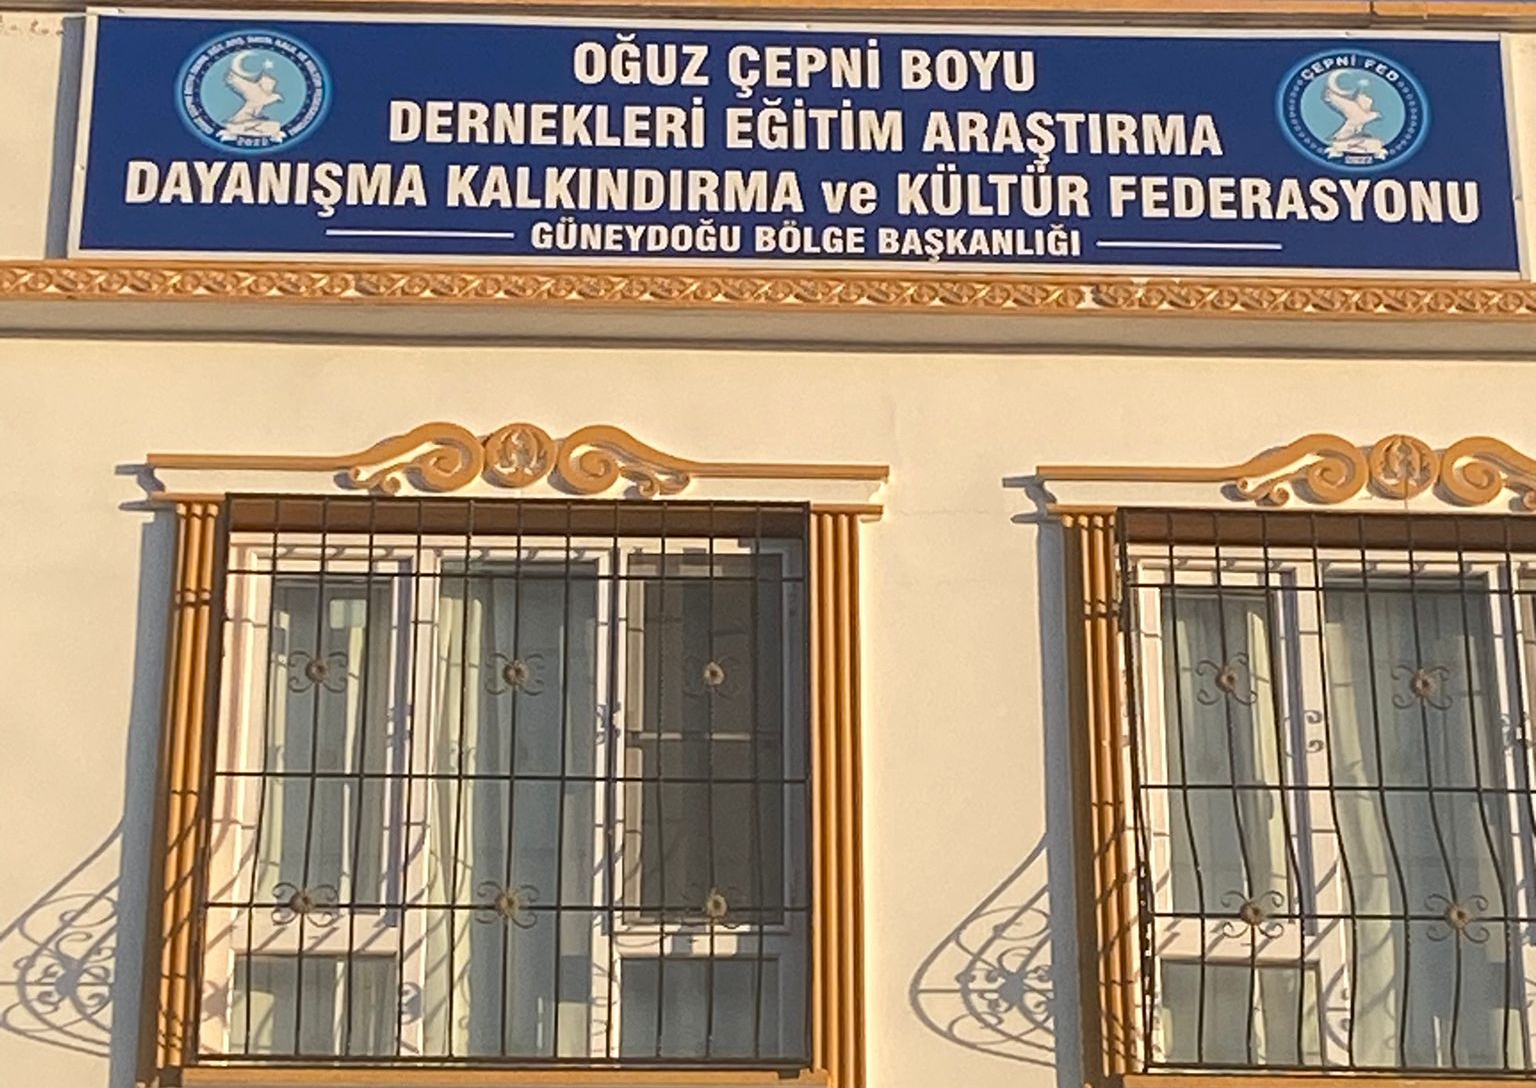 OĞUZ ÇEPNİ BOYU
DERNEKLERİ EĞİTİM ARAŞTIRMA
DAYANIŞMA KALKINDIRMA ve KÜLTÜR FEDERASYONU
GÜNEYDOĞU BÖLGE BAŞKANLIĞI
ÇEPNİ FED